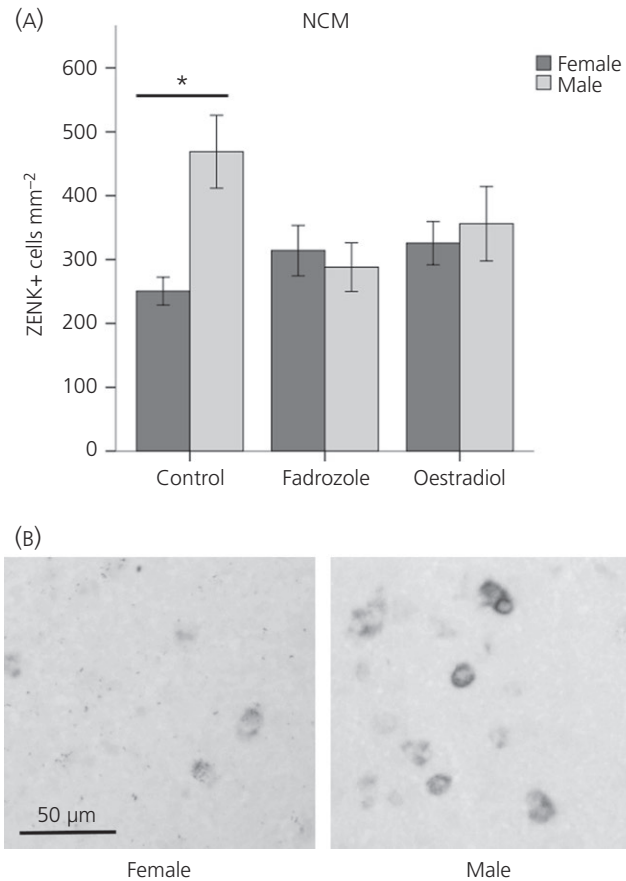 (A)
NCM
Female
Male
*
600
500
400
300
200
100
0
ZENK+ cells mm⁻²
Control
Fadrozole
Oestradiol
(B)
50 µm
Female
Male